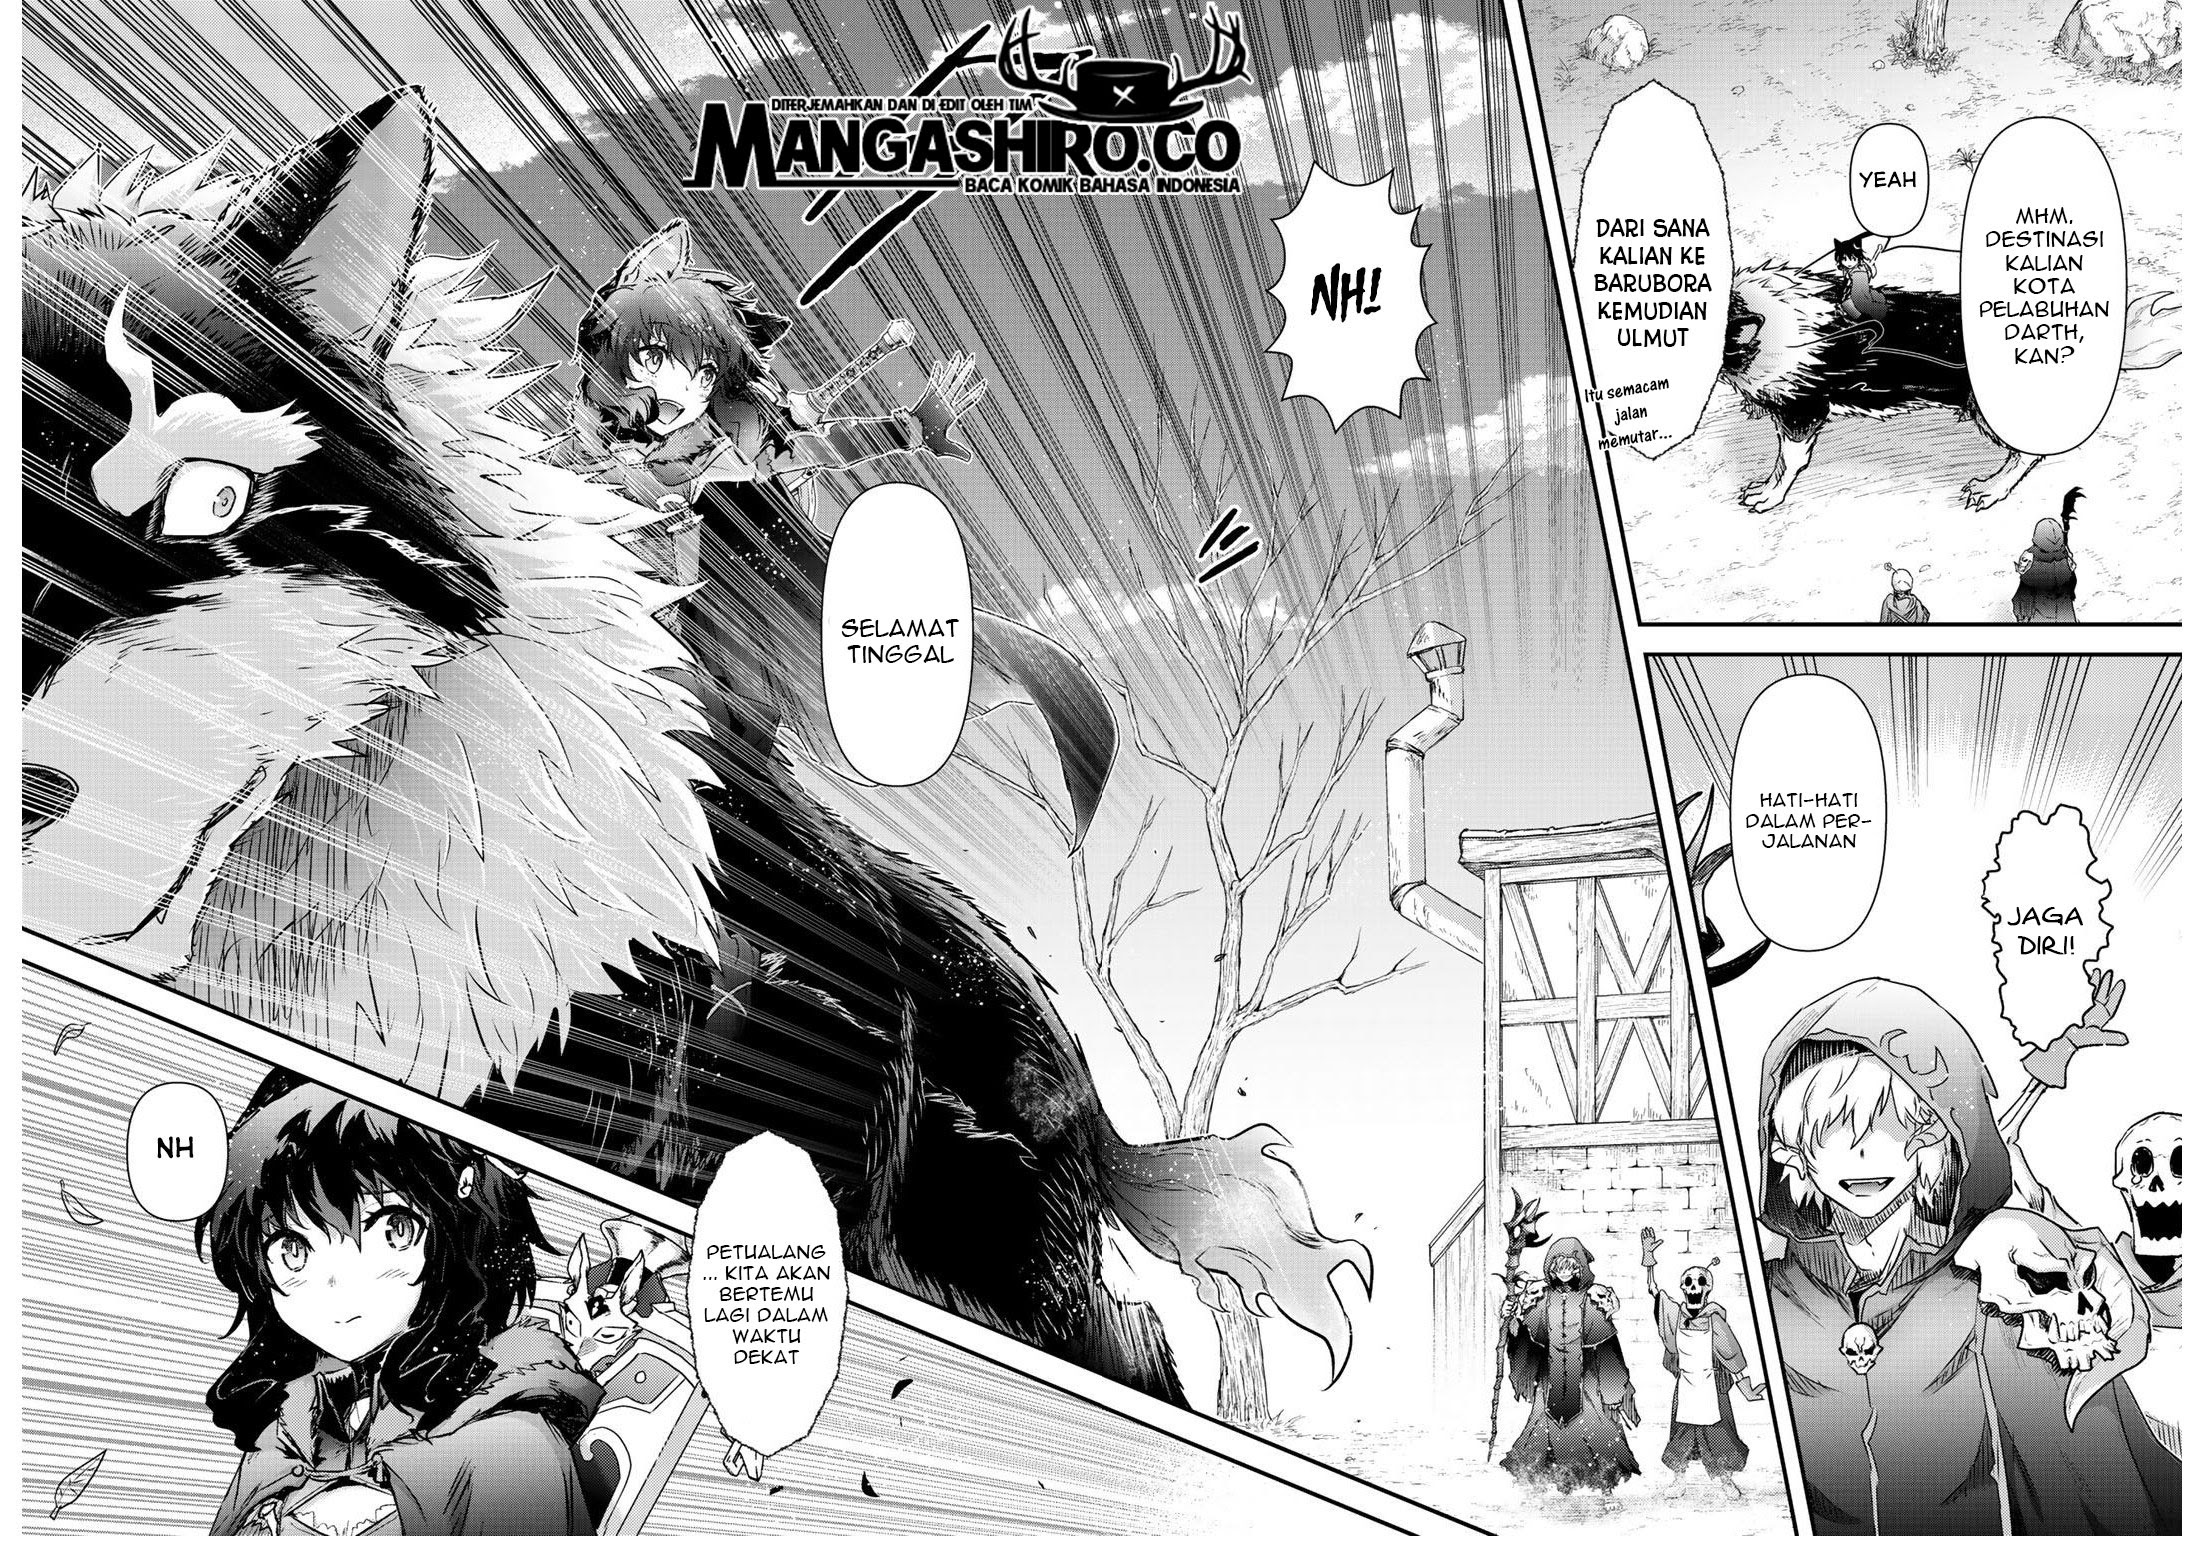 MHM,
DESTINASI
KALIAN
KOTA
PELABUHAN
DARTH,
KAN?
YEAH
DARI SANA
KALIAN KE
BARUBORA
KEMUDIAN
ULMUT
Itu semacam
jalan
memutar...
JAGA
DIRI!
HATI-HATI
DALAM PER-
JALANAN
DITERJEMAHKAN DAN DI EDIT OLEH TIM
MANGASHIRO.CO
BACA KOMIK BAHASA INDONESIA
NH!
SELAMAT
TINGGAL
PETUALANG
... KITA AKAN
BERTEMU
LAGI DALAM
WAKTU
DEKAT
NH